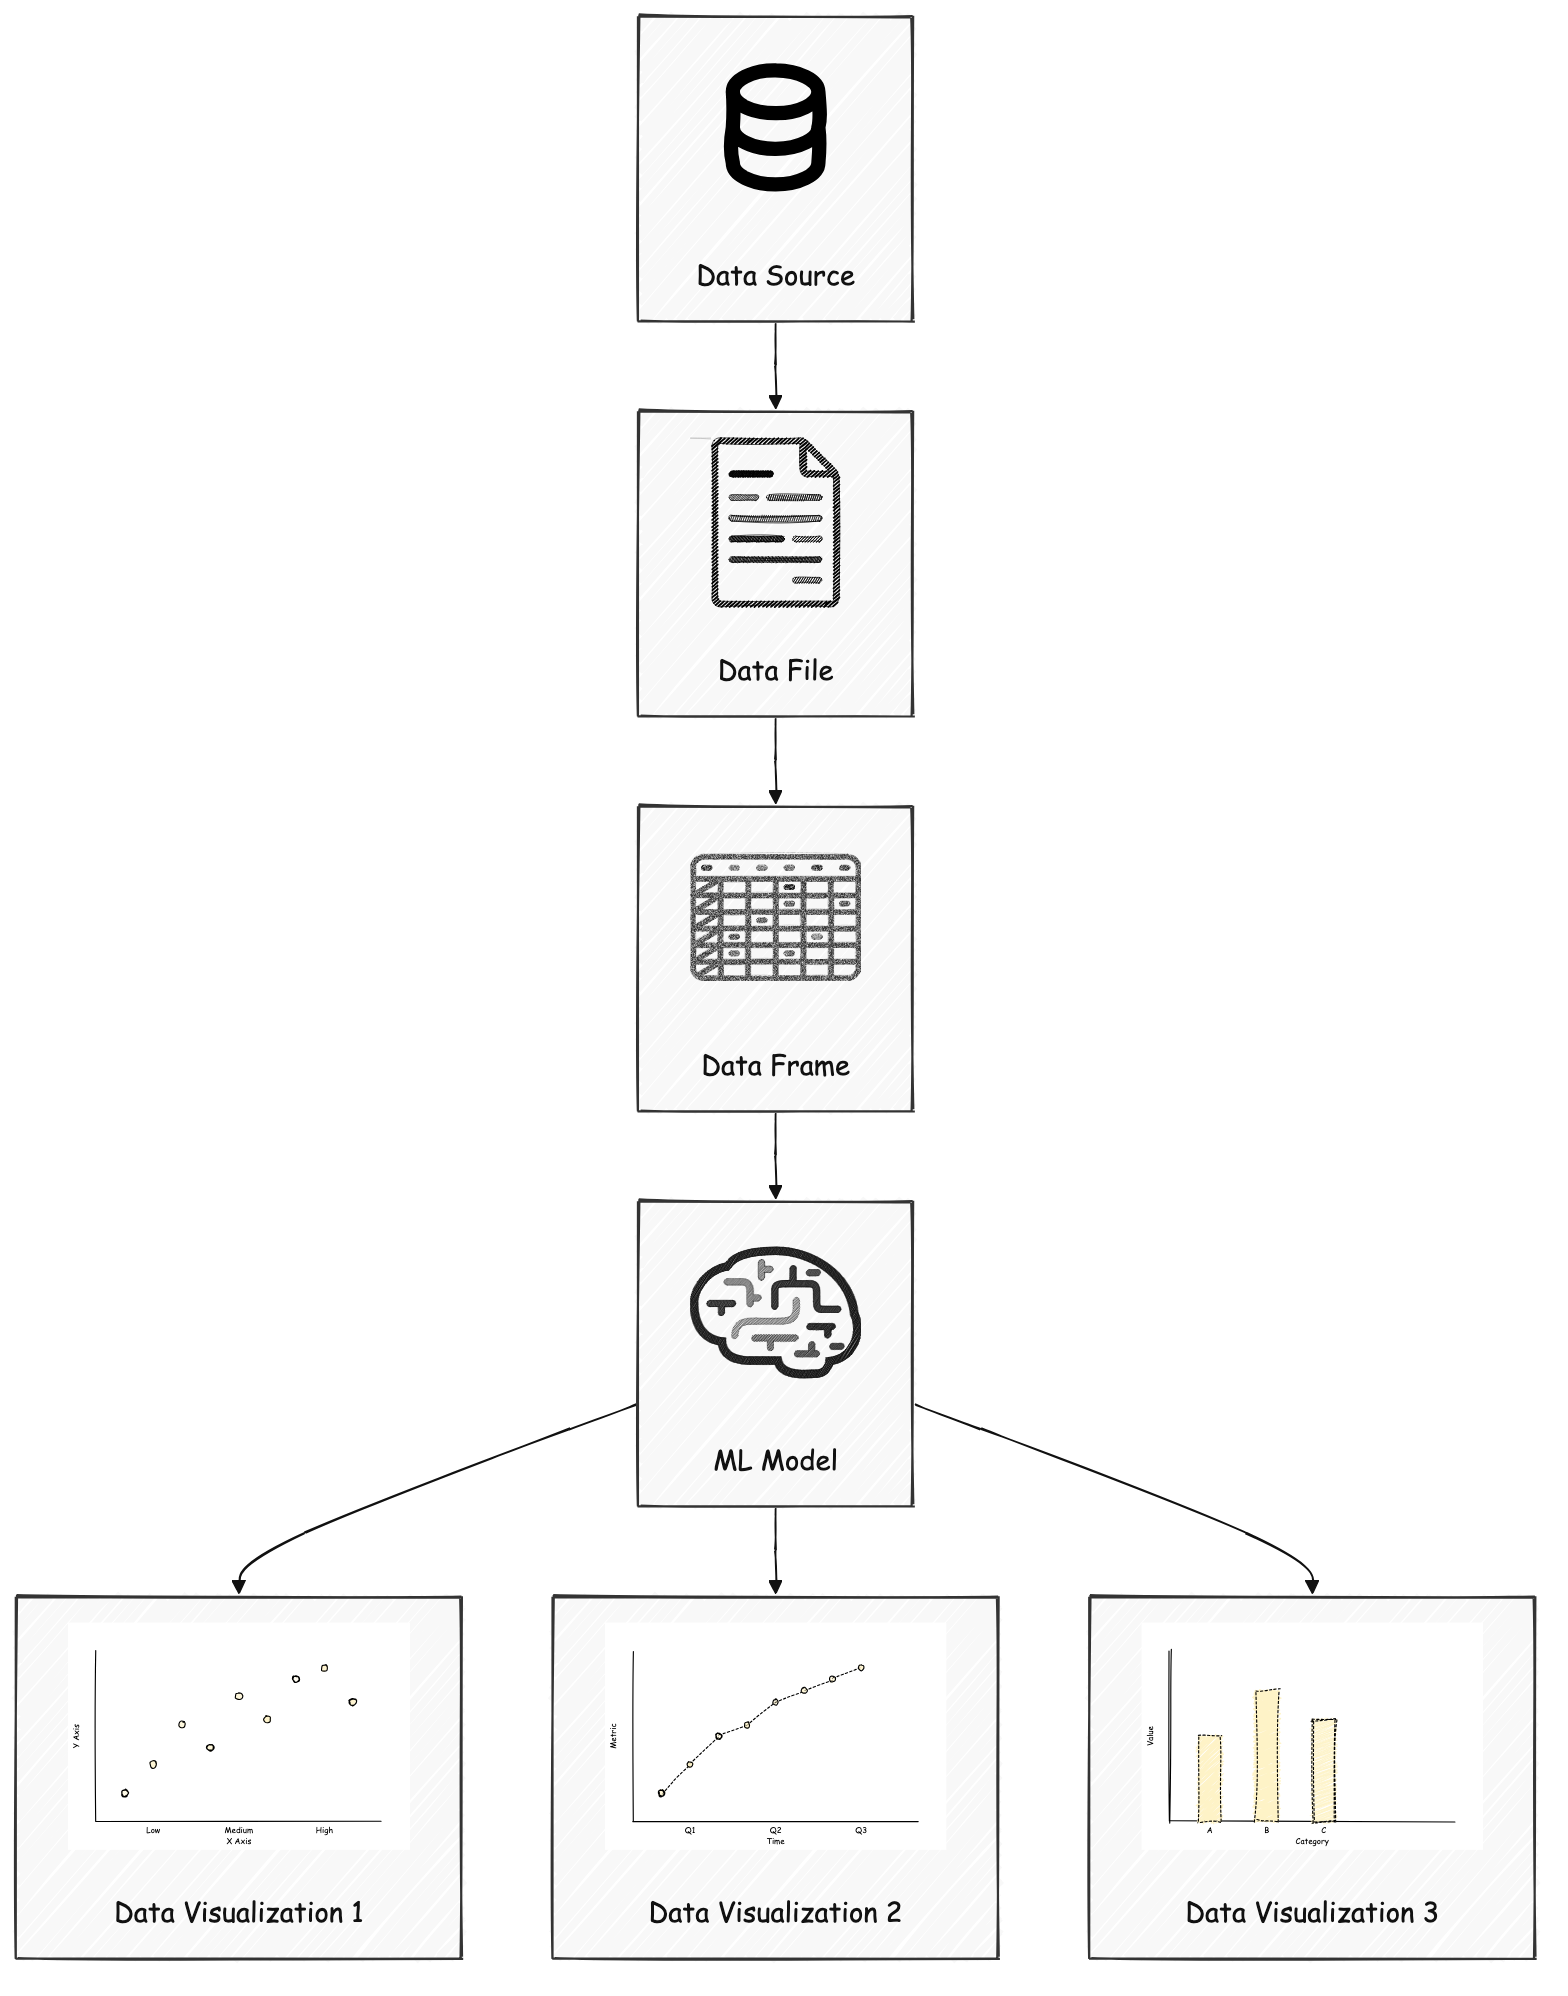 Data Source
Data File
Data Frame
ML Model
Y Axis
Low Medium High
X Axis
Data Visualization 1
Metric
Q1 Q2 Q3
Time
Data Visualization 2
Value
A B C
Category
Data Visualization 3